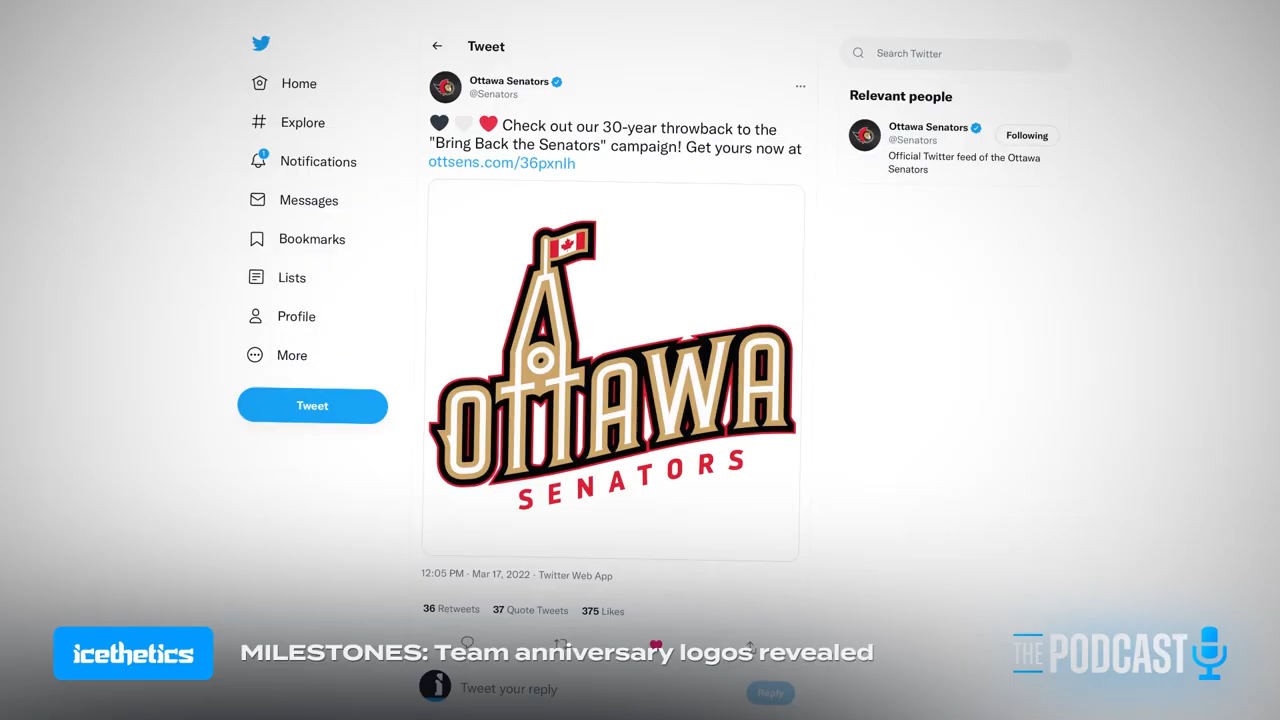 Home
Explore
1
Notifications
Messages
Bookmarks
Lists
Profile
More
Tweet
Tweet
Ottawa Senators
@Senators
Check out our 30-year throwback to the
"Bring Back the Senators" campaign! Get yours now at
ottsens.com/36pxnlh
OTTAWA
SENATORS
12:05 PM · Mar 17, 2022 · Twitter Web App
36 Retweets 37 Quote Tweets 375 Likes
Tweet your reply
Reply
Search Twitter
Relevant people
Ottawa Senators
@Senators
Following
Official Twitter feed of the Ottawa
Senators
icethetics
MILESTONES: Team anniversary logos revealed
THE PODCAST